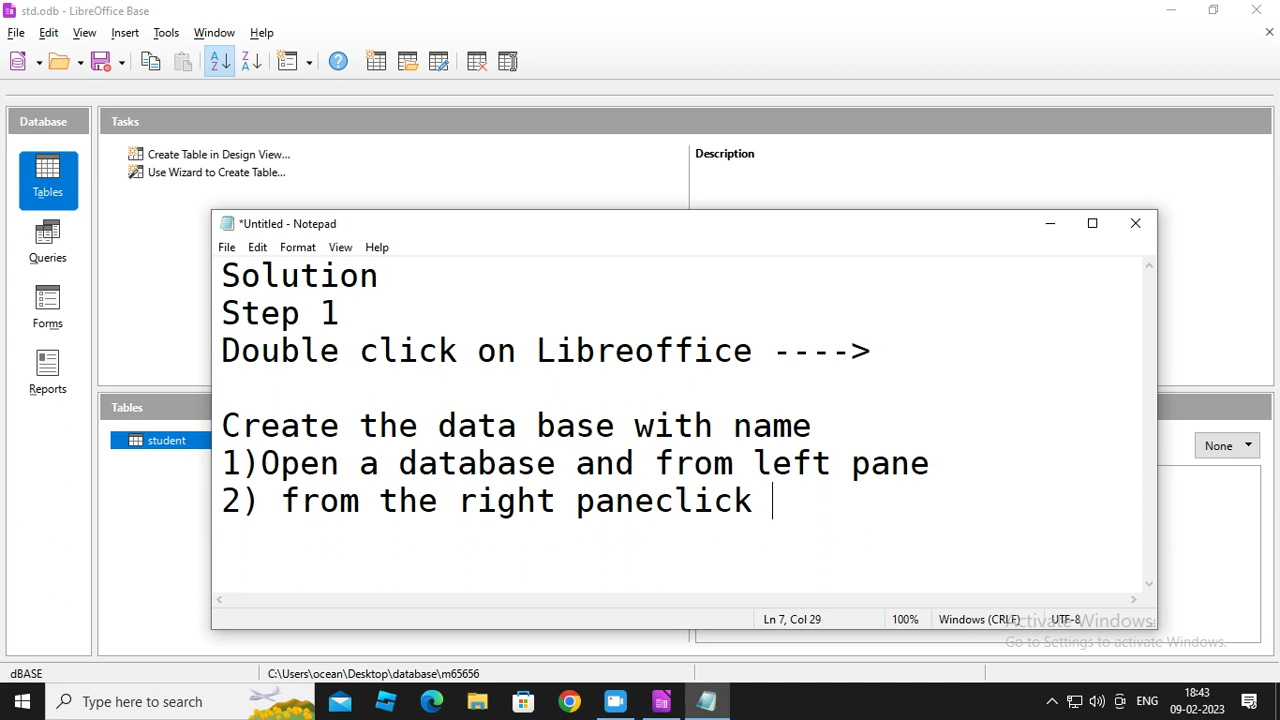 std.odb - LibreOffice Base
File Edit View Insert Tools Window Help
Database
Tasks
Tables
Queries
Forms
Reports
Create Table in Design View...
Use Wizard to Create Table...
Description
Tables
student
None
*Untitled - Notepad
File Edit Format View Help
Solution
Step 1
Double click on Libreoffice ---->
Create the data base with name
1)Open a database and from left pane
2) from the right paneclick
Ln 7, Col 29
100%
Windows (CRLF)
UTF-8
Activate Windows
Go to Settings to activate Windows.
dBASE
C:\Users\ocean\Desktop\database\m65656
Type here to search
ENG
18:43
09-02-2023